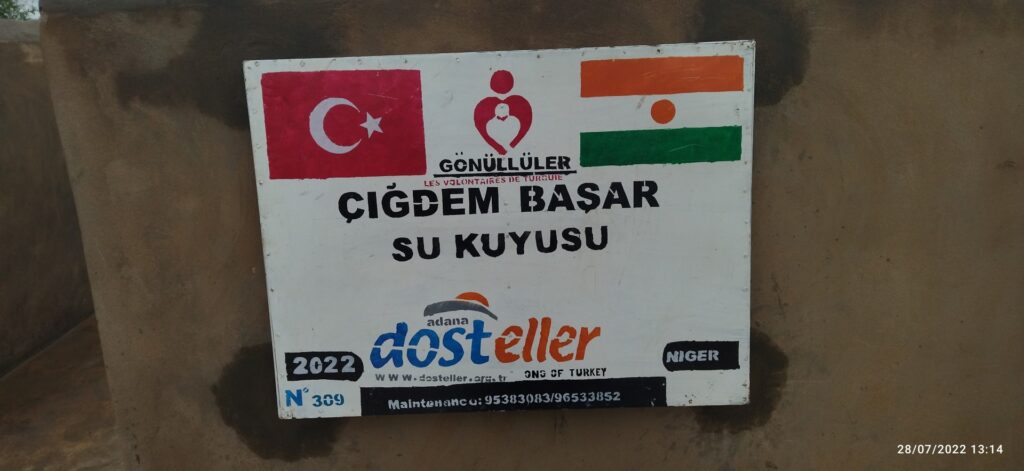 GÖNÜLLÜLER
LES VOLONTAIRES DE TURQUIE
ÇIĞDEM BAŞAR
SU KUYUSU
adana
dosteller
2022
NIGER
www.dosteller.org.tr
ONG OF TURKEY
N° 309
Maintenance: 95383083/96533852
28/07/2022 13:14